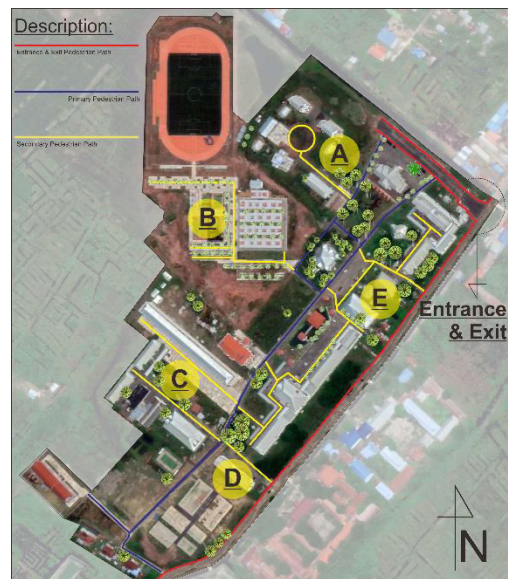 Description:
Entrance & Exit Pedestrian Path
Primary Pedestrian Path
Secondary Pedestrian Path
A
B
E
Entrance
& Exit
C
D
N